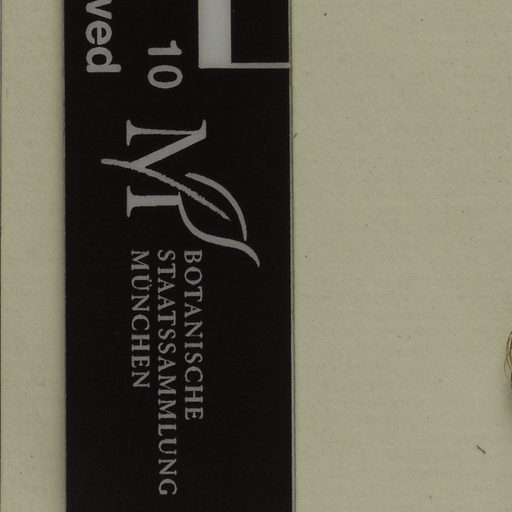 ved
10
BOTANISCHE
STAATSSAMMLUNG
MÜNCHEN